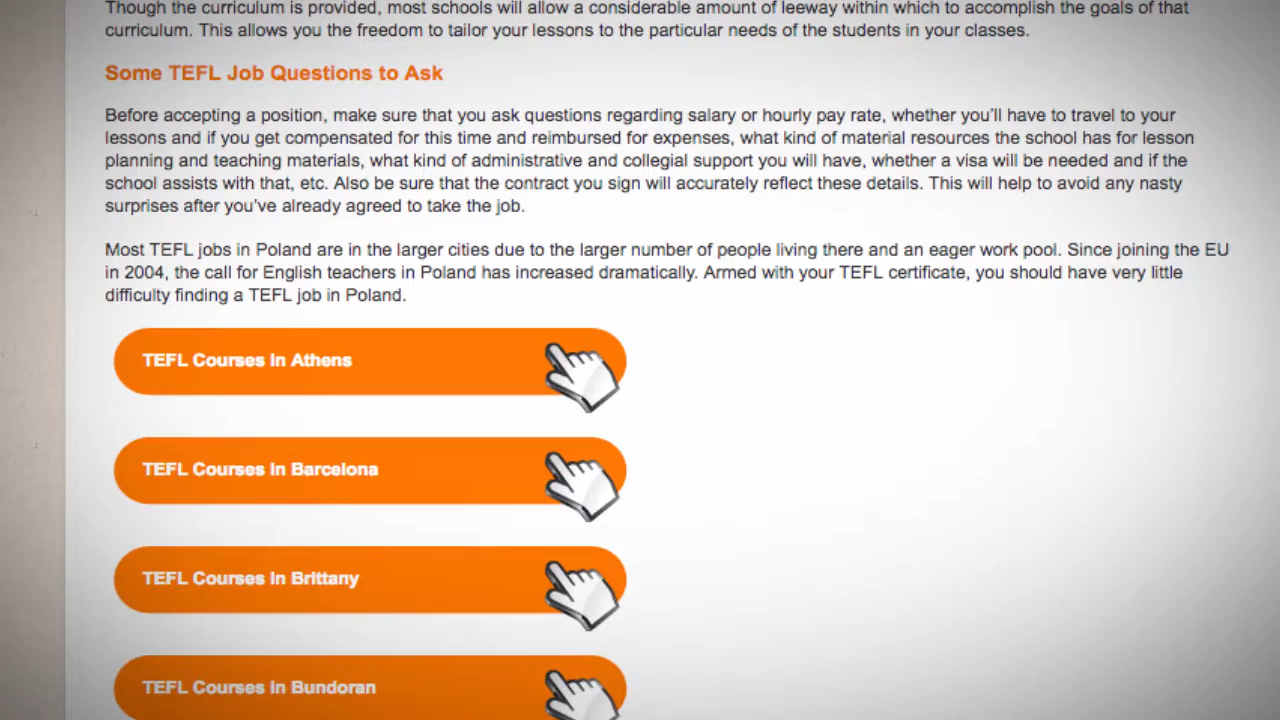 Though the curriculum is provided, most schools will allow a considerable amount of leeway within which to accomplish the goals of that
curriculum. This allows you the freedom to tailor your lessons to the particular needs of the students in your classes.
Some TEFL Job Questions to Ask
Before accepting a position, make sure that you ask questions regarding salary or hourly pay rate, whether you'll have to travel to your
lessons and if you get compensated for this time and reimbursed for expenses, what kind of material resources the school has for lesson
planning and teaching materials, what kind of administrative and collegial support you will have, whether a visa will be needed and if the
school assists with that, etc. Also be sure that the contract you sign will accurately reflect these details. This will help to avoid any nasty
surprises after you've already agreed to take the job.
Most TEFL jobs in Poland are in the larger cities due to the larger number of people living there and an eager work pool. Since joining the EU
in 2004, the call for English teachers in Poland has increased dramatically. Armed with your TEFL certificate, you should have very little
difficulty finding a TEFL job in Poland.
TEFL Courses in Athens
TEFL Courses in Barcelona
TEFL Courses in Brittany
TEFL Courses in Bundoran